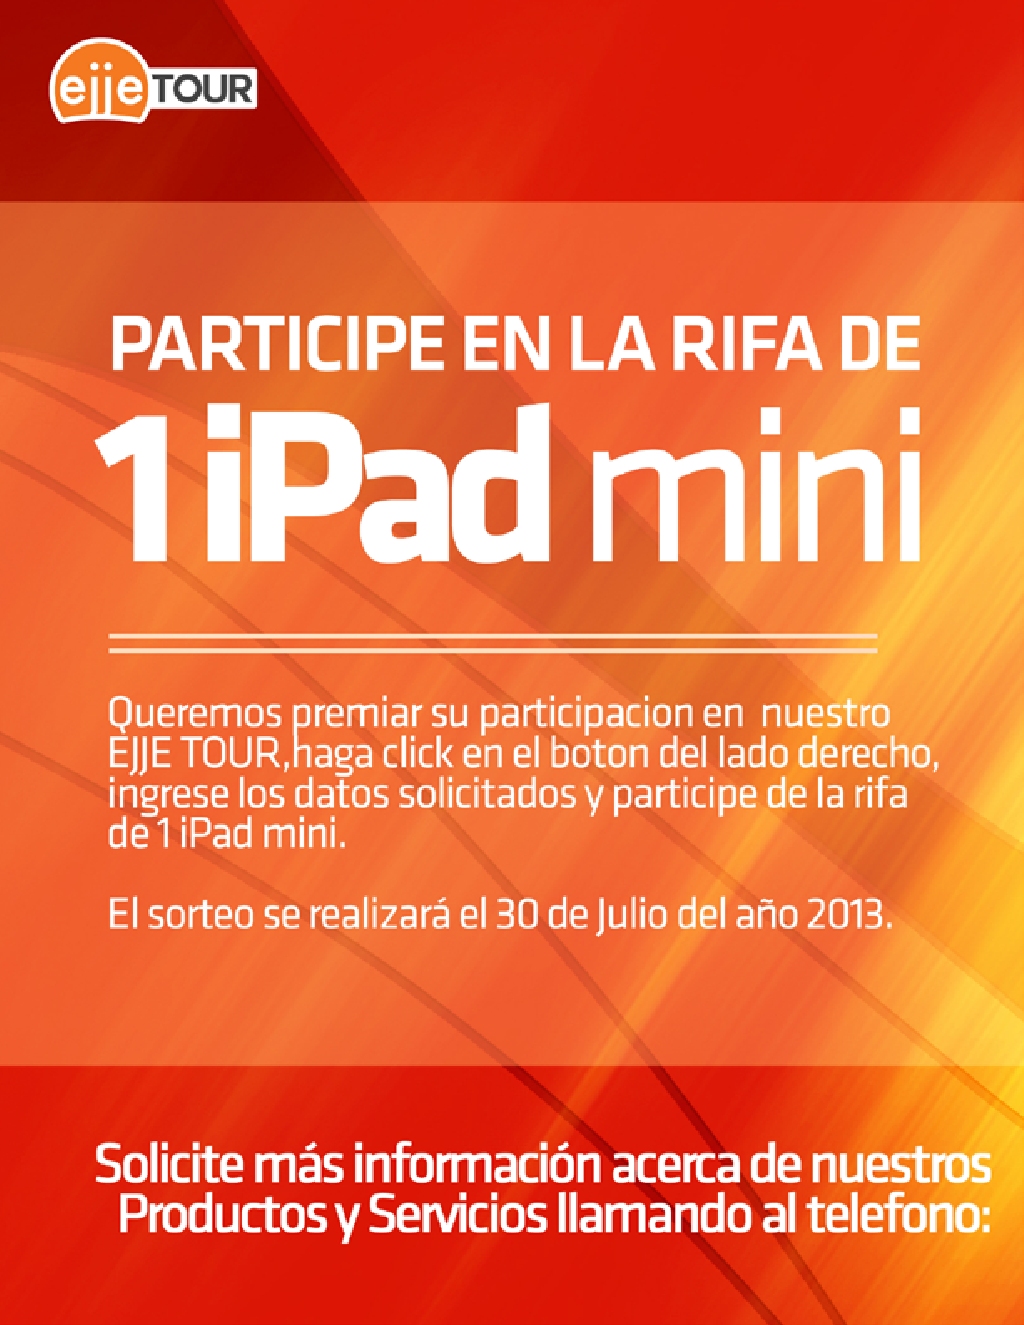 ejje TOUR
PARTICIPE EN LA RIFA DE
1 iPad mini
Queremos premiar su participacion en nuestro
EJJE TOUR,haga click en el boton del lado derecho,
ingrese los datos solicitados y participe de la rifa
de 1 iPad mini.
El sorteo se realizará el 30 de Julio del año 2013.
Solicite más información acerca de nuestros
Productos y Servicios llamando al telefono: